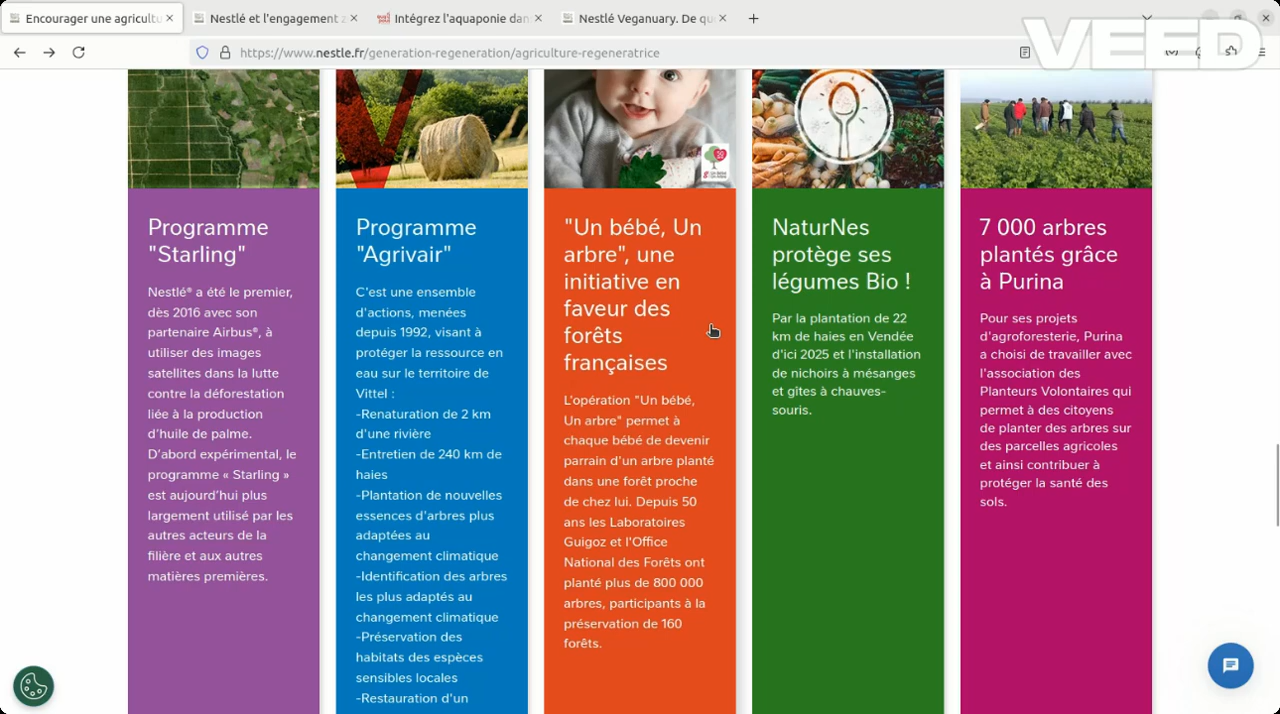 Encourager une agricultu
Nestlé et l'engagement z
Intégrez l'aquaponie dan
Nestlé Veganuary. De qu
https://www.nestle.fr/generation-regeneration/agriculture-regeneratrice
VEED
Programme
"Starling"
Nestlé® a été le premier,
dès 2016 avec son
partenaire Airbus®, à
utiliser des images
satellites dans la lutte
contre la déforestation
liée à la production
d'huile de palme.
D'abord expérimental, le
programme « Starling »
est aujourd'hui plus
largement utilisé par les
autres acteurs de la
filière et aux autres
matières premières.
Programme
"Agrivair"
C'est une ensemble
d'actions, menées
depuis 1992, visant à
protéger la ressource en
eau sur le territoire de
Vittel :
-Renaturation de 2 km
d'une rivière
-Entretien de 240 km de
haies
-Plantation de nouvelles
essences d'arbres plus
adaptées au
changement climatique
-Identification des arbres
les plus adaptés au
changement climatique
-Préservation des
habitats des espèces
sensibles locales
-Restauration d'un
"Un bébé, Un
arbre", une
initiative en
faveur des
forêts
françaises
L'opération "Un bébé,
Un arbre" permet à
chaque bébé de devenir
parrain d'un arbre planté
dans une forêt proche
de chez lui. Depuis 50
ans les Laboratoires
Guigoz et l'Office
National des Forêts ont
planté plus de 800 000
arbres, participants à la
préservation de 160
forêts.
NaturNes
protège ses
légumes Bio !
Par la plantation de 22
km de haies en Vendée
d'ici 2025 et l'installation
de nichoirs à mésanges
et gîtes à chauves-
souris.
7 000 arbres
plantés grâce
à Purina
Pour ses projets
d'agroforesterie, Purina
a choisi de travailler avec
l'association des
Planteurs Volontaires qui
permet à des citoyens
de planter des arbres sur
des parcelles agricoles
et ainsi contribuer à
protéger la santé des
sols.